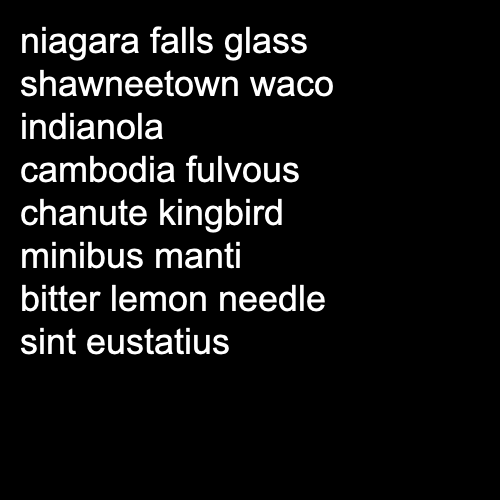 niagara falls glass
shawneetown waco
indianola
cambodia fulvous
chanute kingbird
minibus manti
bitter lemon needle
sint eustatius